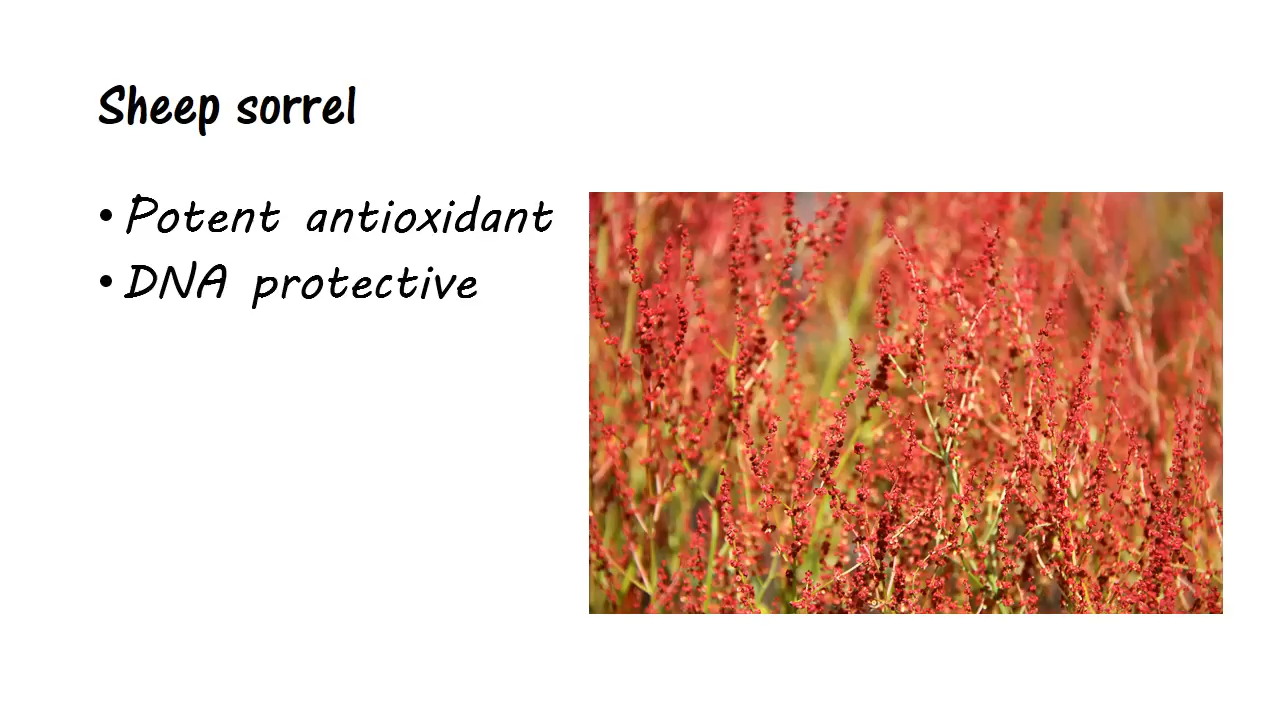 Sheep sorrel
• Potent antioxidant
• DNA protective